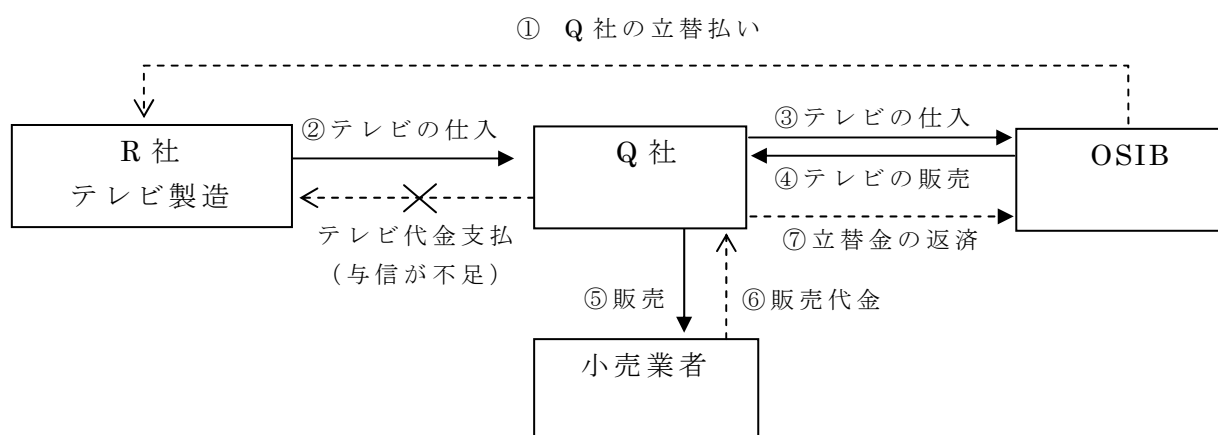 ① Q社の立替払い
R社
テレビ製造
②テレビの仕入
Q社
③テレビの仕入
④テレビの販売
OSIB
テレビ代金支払
（与信が不足）
⑦立替金の返済
⑤販売
⑥販売代金
小売業者